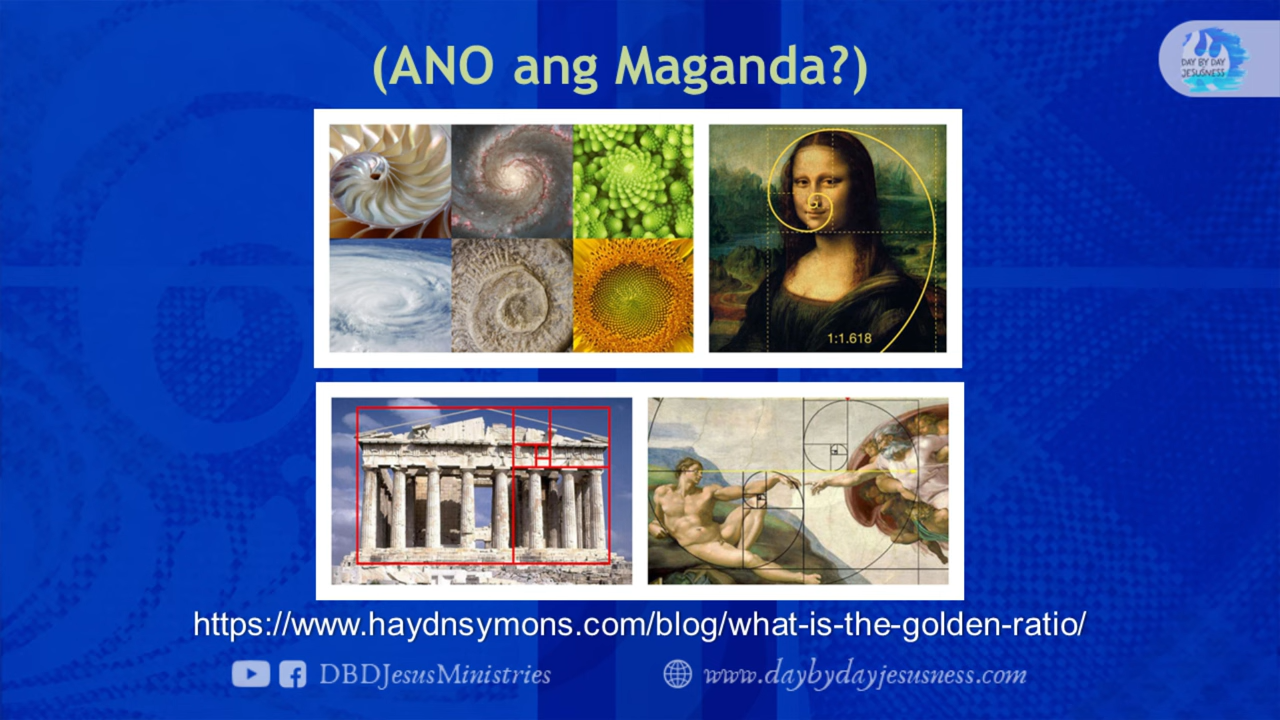 (ANO ang Maganda?)
DAY BY DAY
JESUSNESS
1:1.618
https://www.haydnsymons.com/blog/what-is-the-golden-ratio/
DBDJesusMinistries
www.daybydayjesusness.com